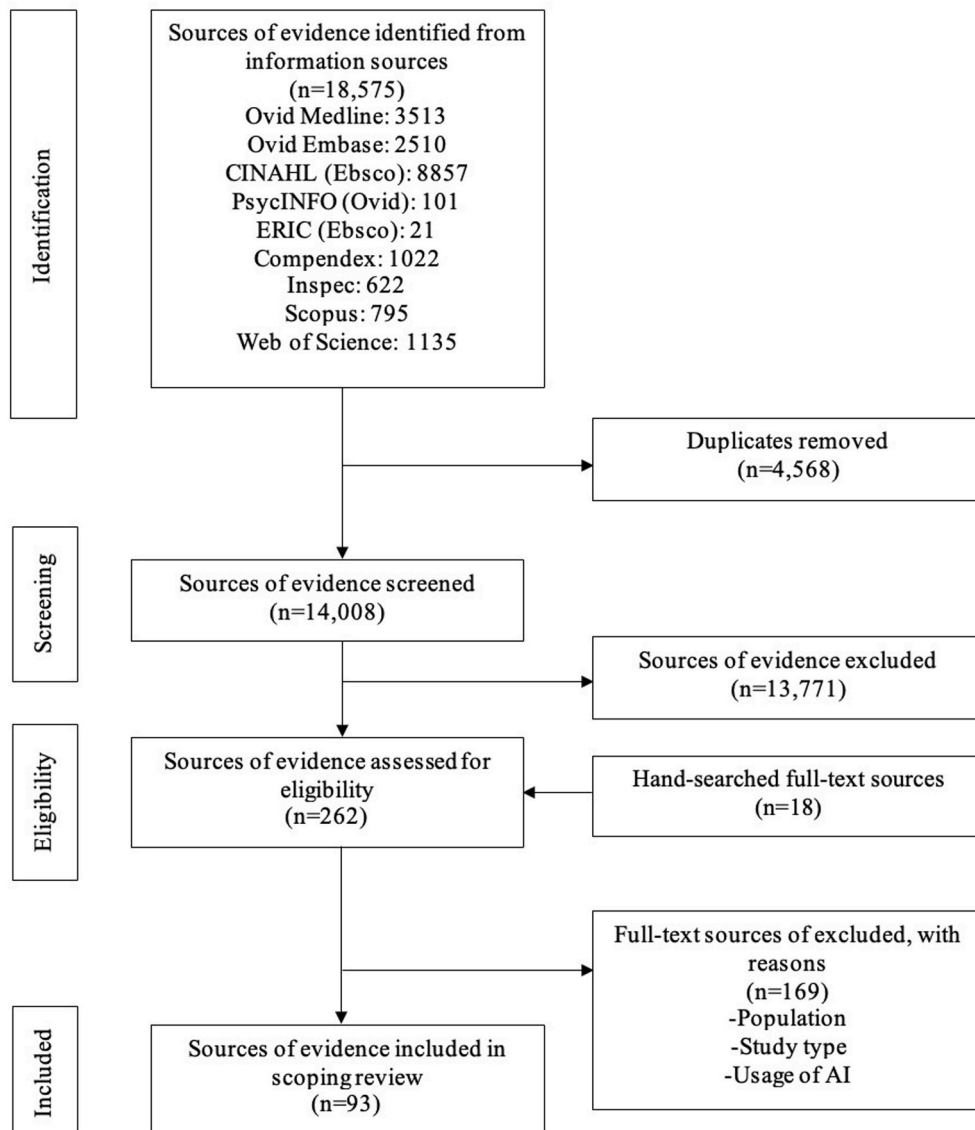 Identification
Sources of evidence identified from
information sources
(n=18,575)
Ovid Medline: 3513
Ovid Embase: 2510
CINAHL (Ebsco): 8857
PsycINFO (Ovid): 101
ERIC (Ebsco): 21
Compendex: 1022
Inspec: 622
Scopus: 795
Web of Science: 1135
Duplicates removed
(n=4,568)
Screening
Sources of evidence screened
(n=14,008)
Sources of evidence excluded
(n=13,771)
Eligibility
Sources of evidence assessed for
eligibility
(n=262)
Hand-searched full-text sources
(n=18)
Full-text sources of excluded, with
reasons
(n=169)
-Population
-Study type
-Usage of AI
Included
Sources of evidence included in
scoping review
(n=93)